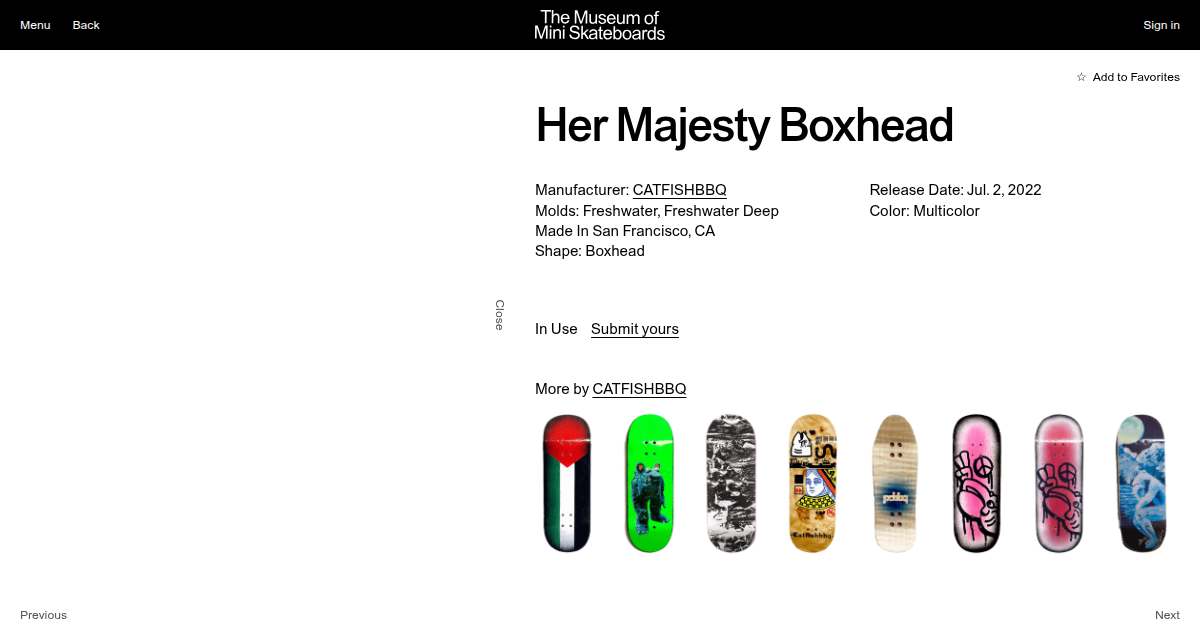 Menu
Back
The Museum of
Mini Skateboards
Sign in
☆ Add to Favorites
Her Majesty Boxhead
Manufacturer: CATFISHBBQ
Molds: Freshwater, Freshwater Deep
Made In San Francisco, CA
Shape: Boxhead
Release Date: Jul. 2, 2022
Color: Multicolor
Close
In Use Submit yours
More by CATFISHBBQ
Previous
Next